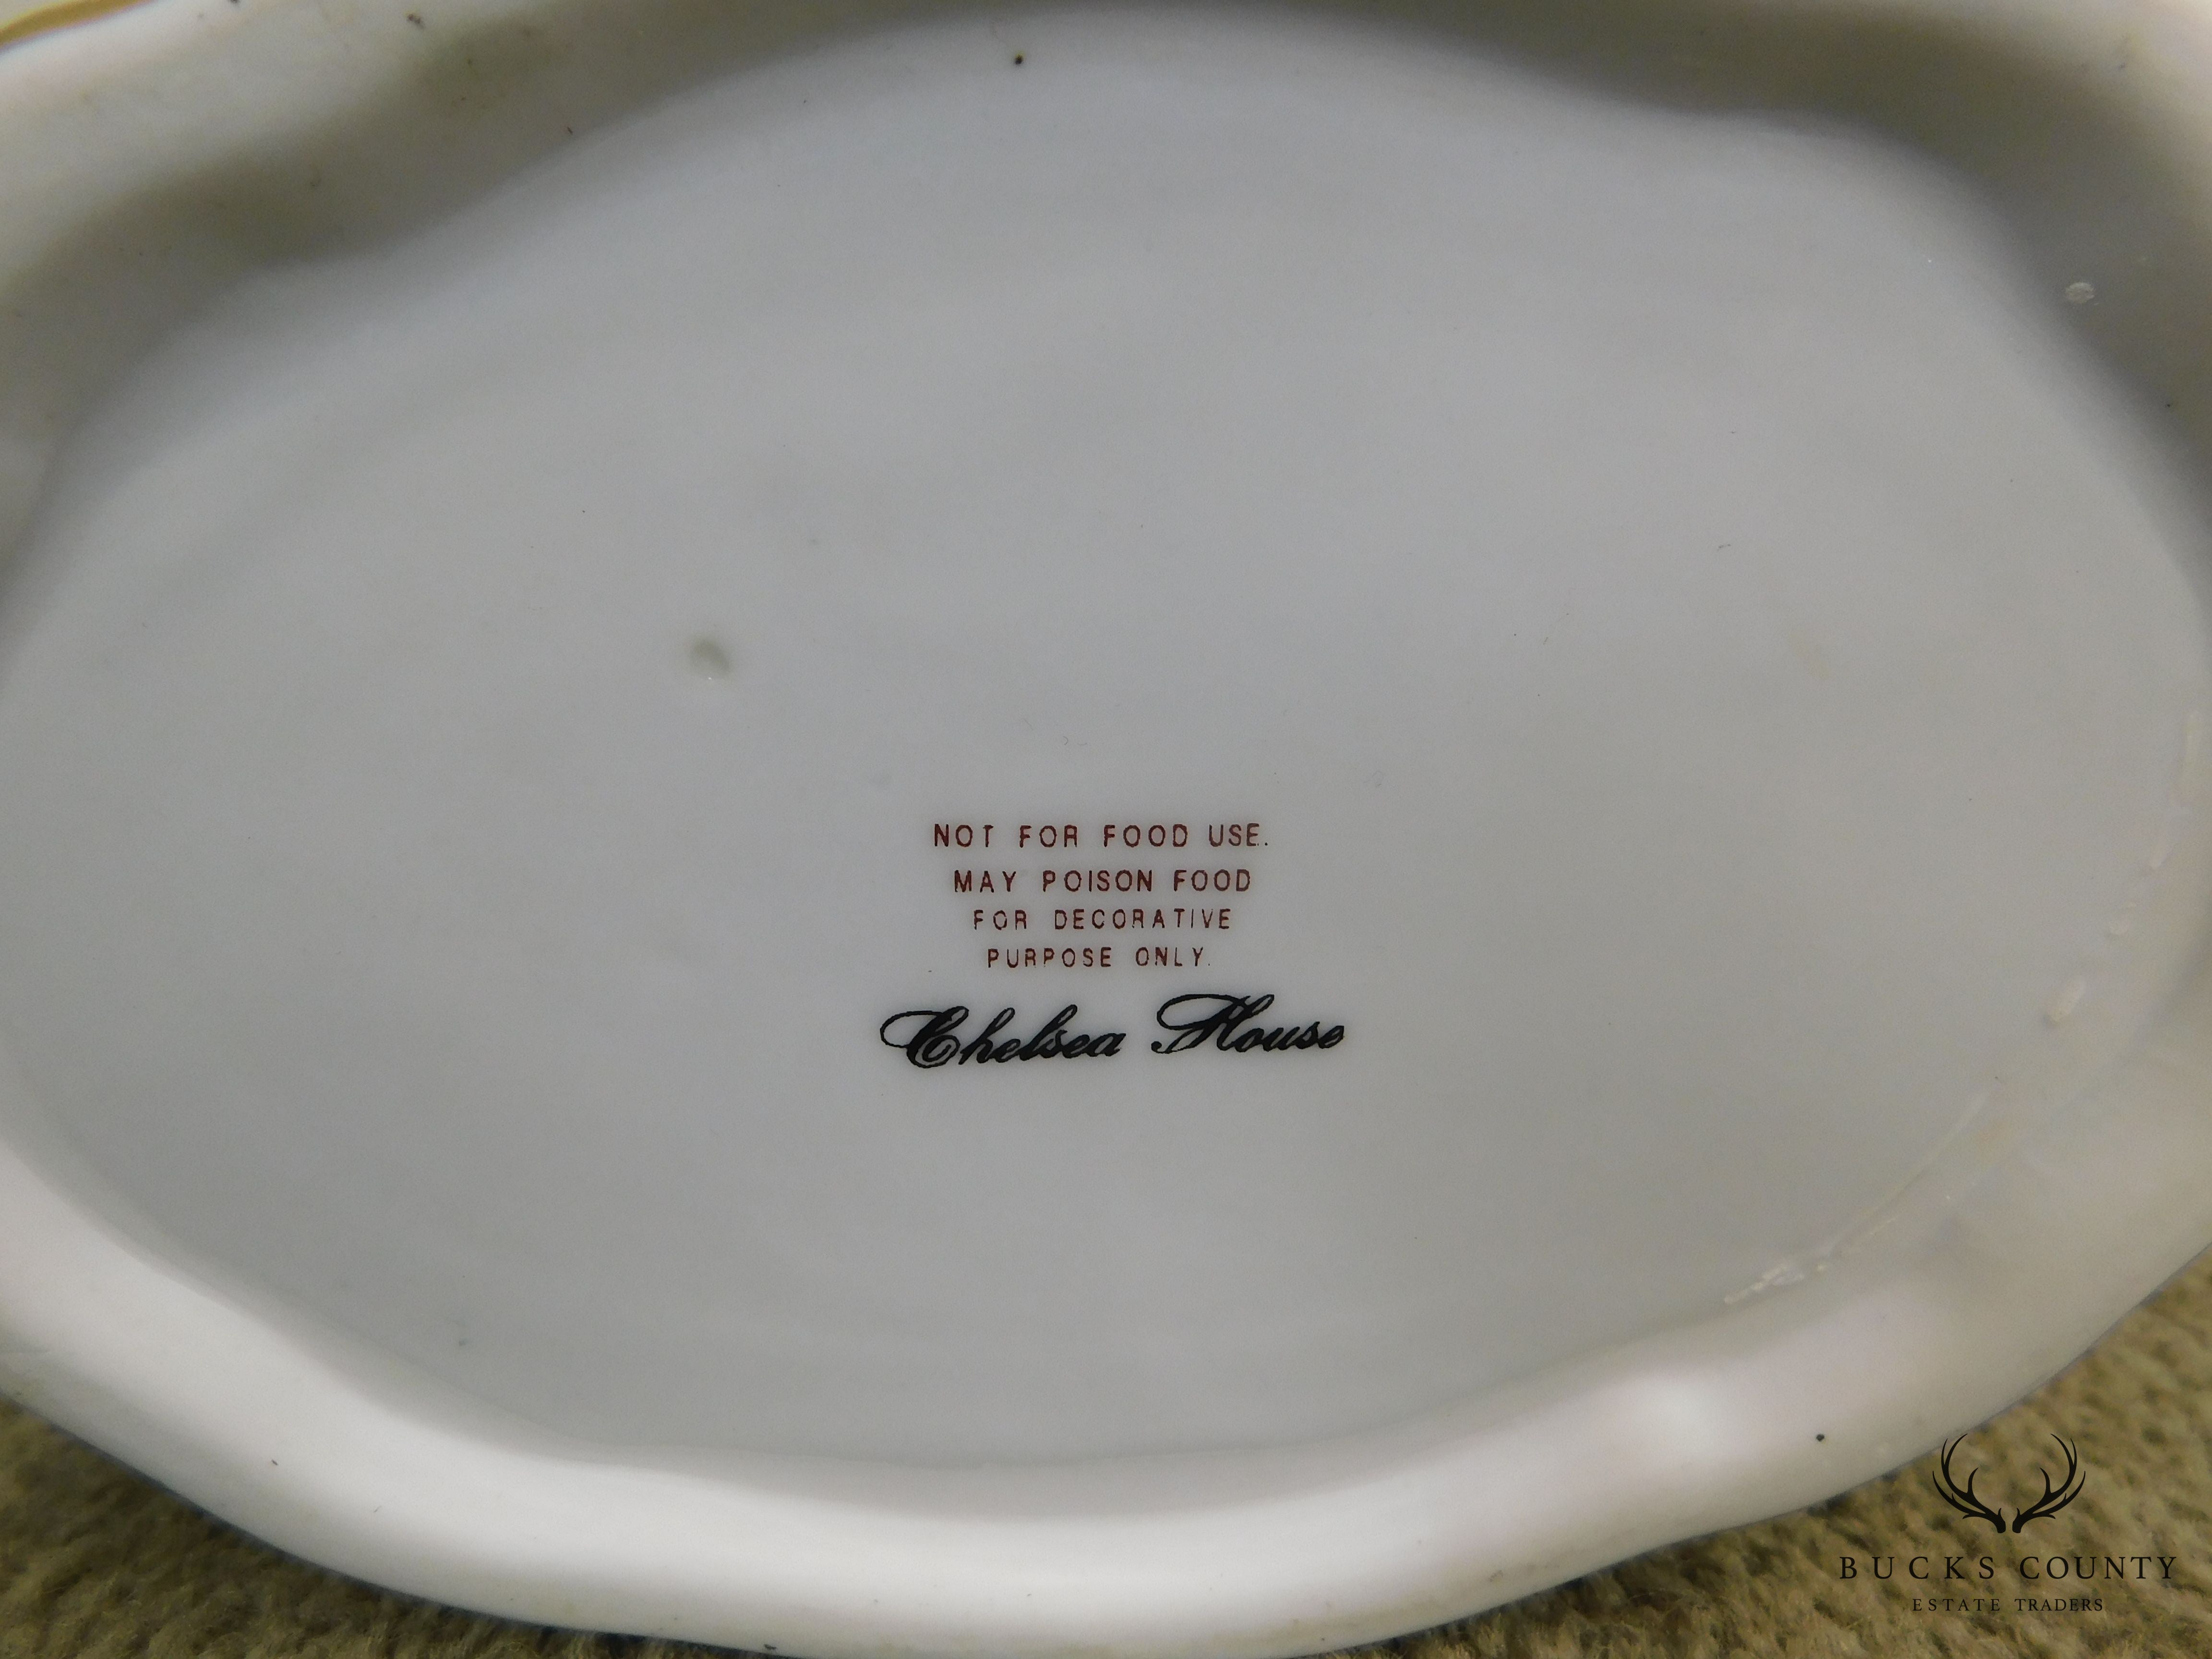 NOT FOR FOOD USE.
MAY POISON FOOD
FOR DECORATIVE
PURPOSE ONLY.
Chelsea House
BUCKS COUNTY
ESTATE TRADERS